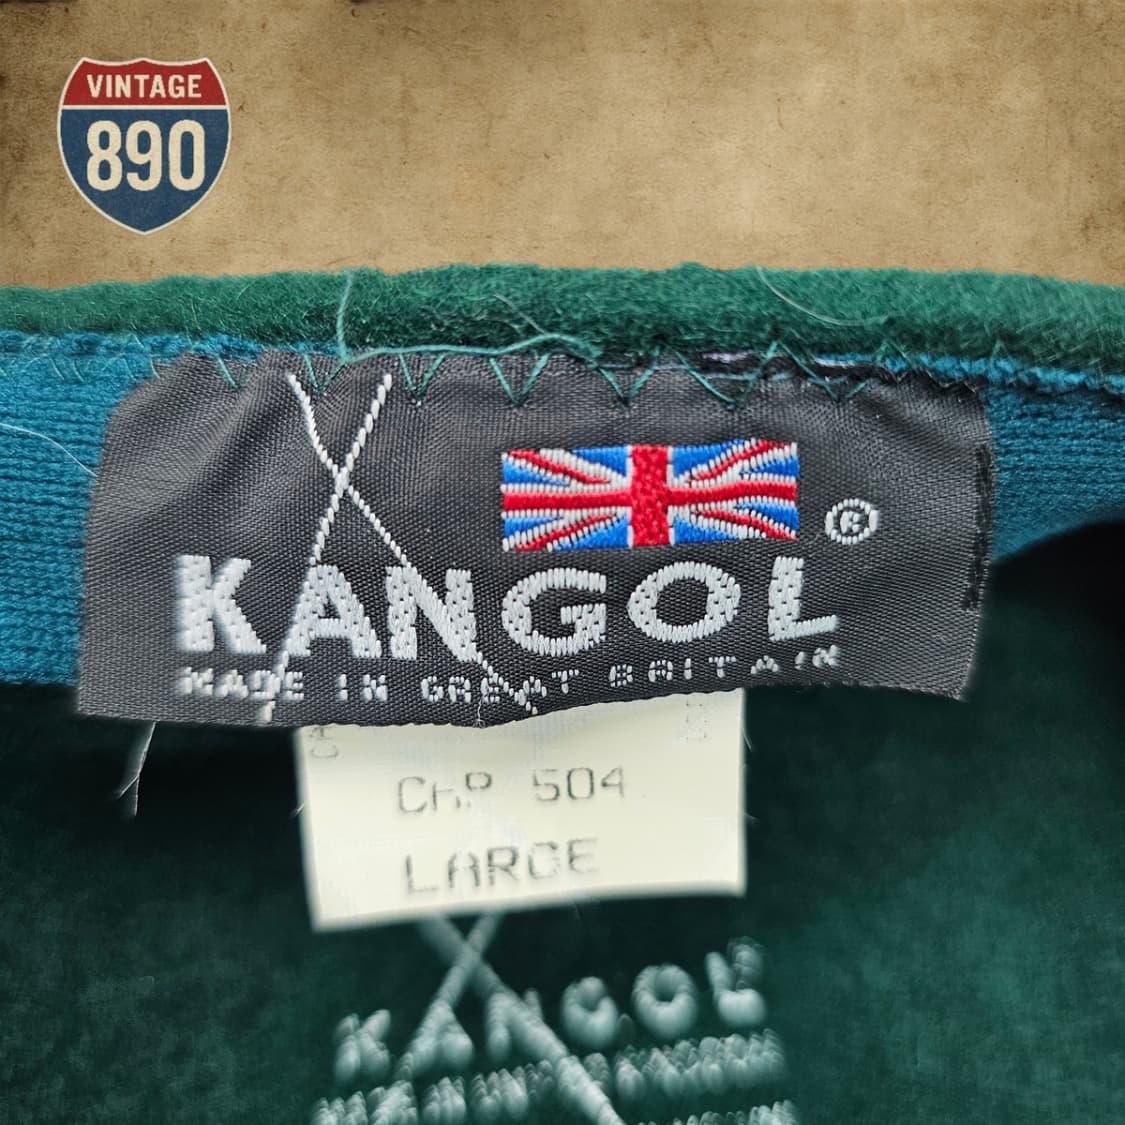 VINTAGE
890
®
KANGOL
MADE IN GREAT BRITAIN
CAP 504
LARGE
KANGOL